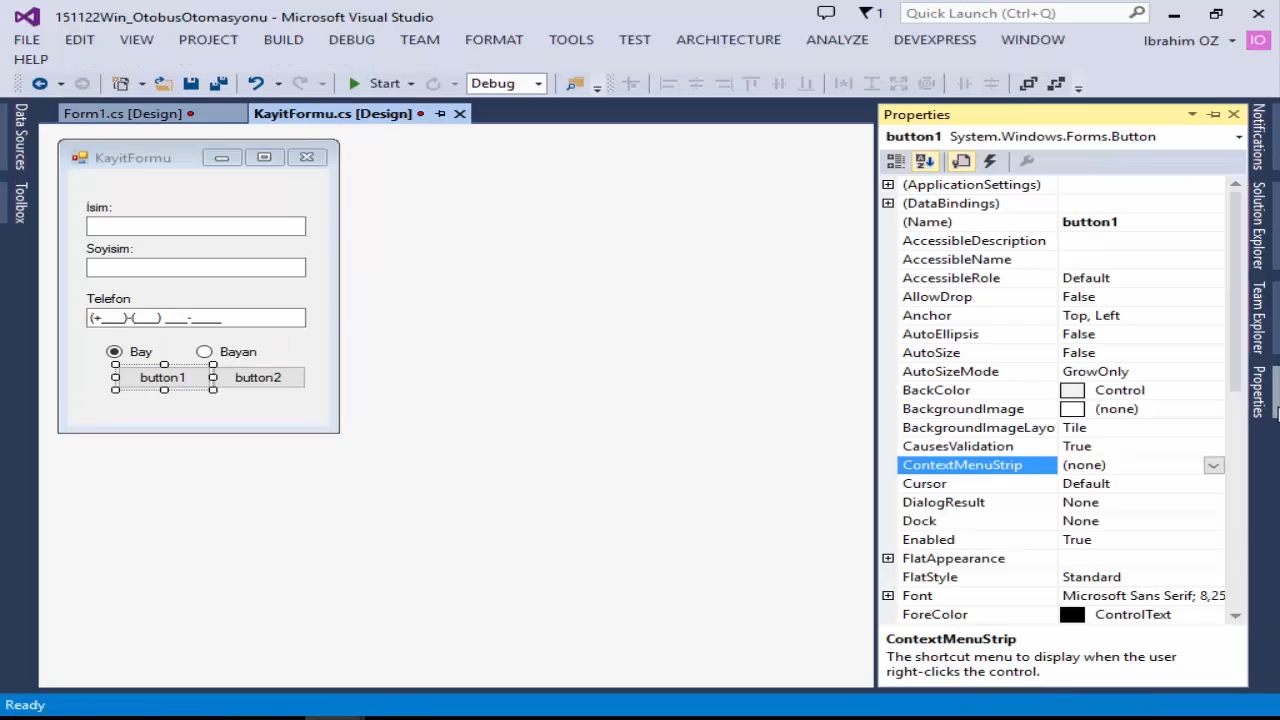 151122Win_OtobusOtomasyonu - Microsoft Visual Studio
1
Quick Launch (Ctrl+Q)
FILE EDIT VIEW PROJECT BUILD DEBUG TEAM FORMAT TOOLS TEST ARCHITECTURE ANALYZE DEVEXPRESS WINDOW
Ibrahim OZ
IO
HELP
Start
Debug
Form1.cs [Design]
KayitFormu.cs [Design]
Data Sources
Toolbox
KayitFormu
İsim:
Soyisim:
Telefon
(+___)-(___) ___-____
Bay Bayan
button1 button2
Properties
button1 System.Windows.Forms.Button
(ApplicationSettings)
(DataBindings)
(Name) button1
AccessibleDescription
AccessibleName
AccessibleRole Default
AllowDrop False
Anchor Top, Left
AutoEllipsis False
AutoSize False
AutoSizeMode GrowOnly
BackColor Control
BackgroundImage (none)
BackgroundImageLayo Tile
CausesValidation True
ContextMenuStrip (none)
Cursor Default
DialogResult None
Dock None
Enabled True
FlatAppearance
FlatStyle Standard
Font Microsoft Sans Serif; 8,25
ForeColor ControlText
ContextMenuStrip
The shortcut menu to display when the user
right-clicks the control.
Notifications
Solution Explorer
Team Explorer
Properties
Ready